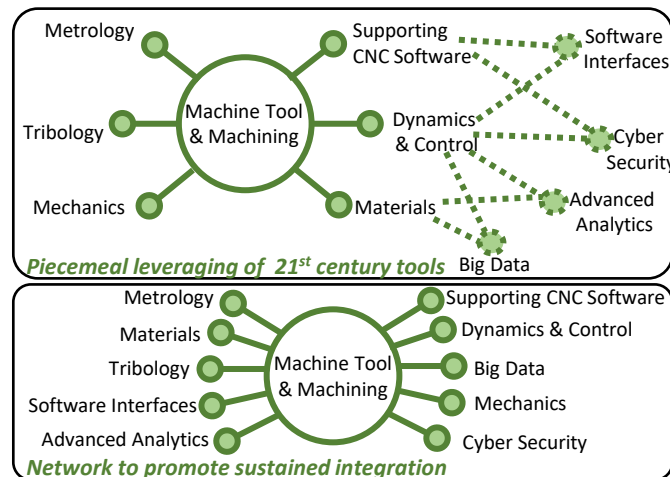 Metrology
Supporting
CNC Software
Software
Interfaces
Machine Tool
& Machining
Tribology
Dynamics
& Control
Cyber
Security
Mechanics
Materials
Advanced
Analytics
Big Data
Piecemeal leveraging of 21st century tools
Metrology
Supporting CNC Software
Materials
Dynamics & Control
Tribology
Machine Tool
& Machining
Big Data
Software Interfaces
Mechanics
Advanced Analytics
Cyber Security
Network to promote sustained integration